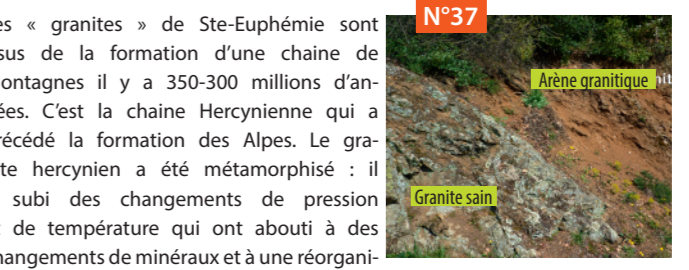 es « granites » de Ste-Euphémie sont
sus de la formation d'une chaine de
ontagnes il y a 350-300 millions d'an-
ées. C'est la chaine Hercynienne qui a
récédé la formation des Alpes. Le gra-
te hercynien a été métamorphisé : il
subi des changements de pression
t de température qui ont abouti à des
hangements de minéraux et à une réorgani-
N°37
Arène granitique
Granite sain